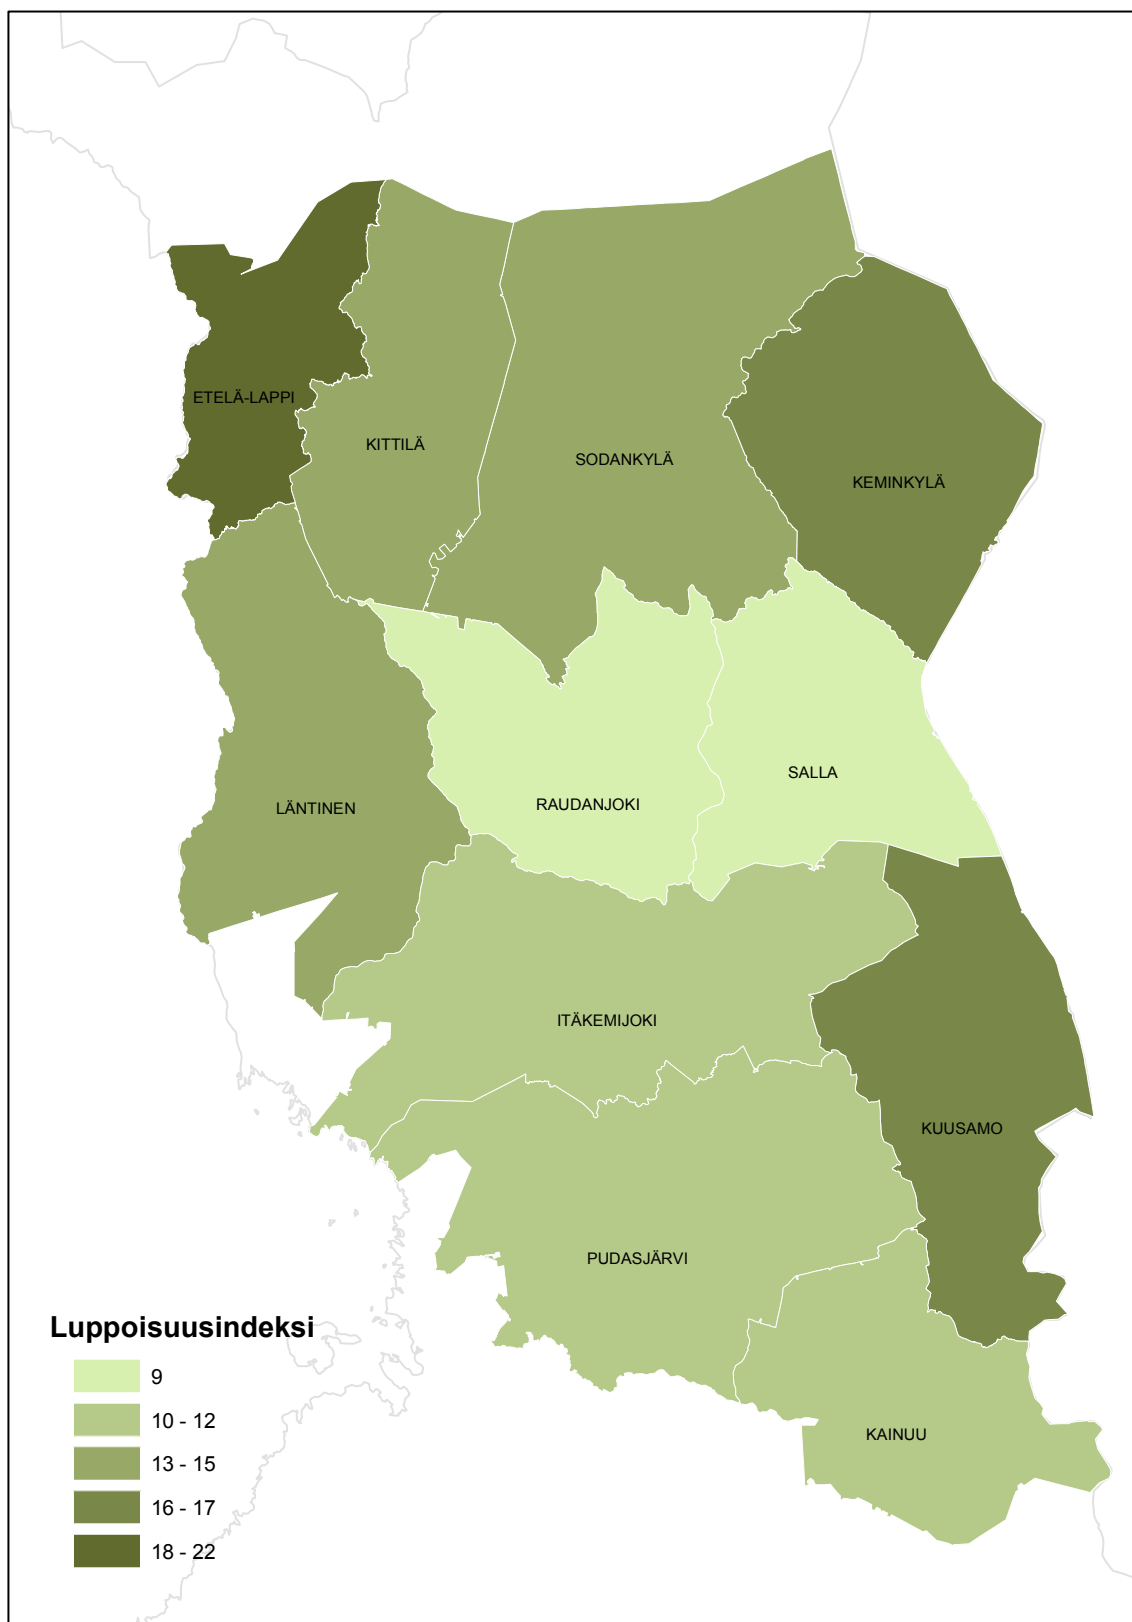 ETELÄ-LAPPI
KITTILÄ
SODANKYLÄ
KEMINKYLÄ
SALLA
RAUDANJOKI
LÄNTINEN
ITÄKEMIJOKI
KUUSAMO
PUDASJÄRVI
KAINUU
Luppoisuusindeksi
9
10 - 12
13 - 15
16 - 17
18 - 22